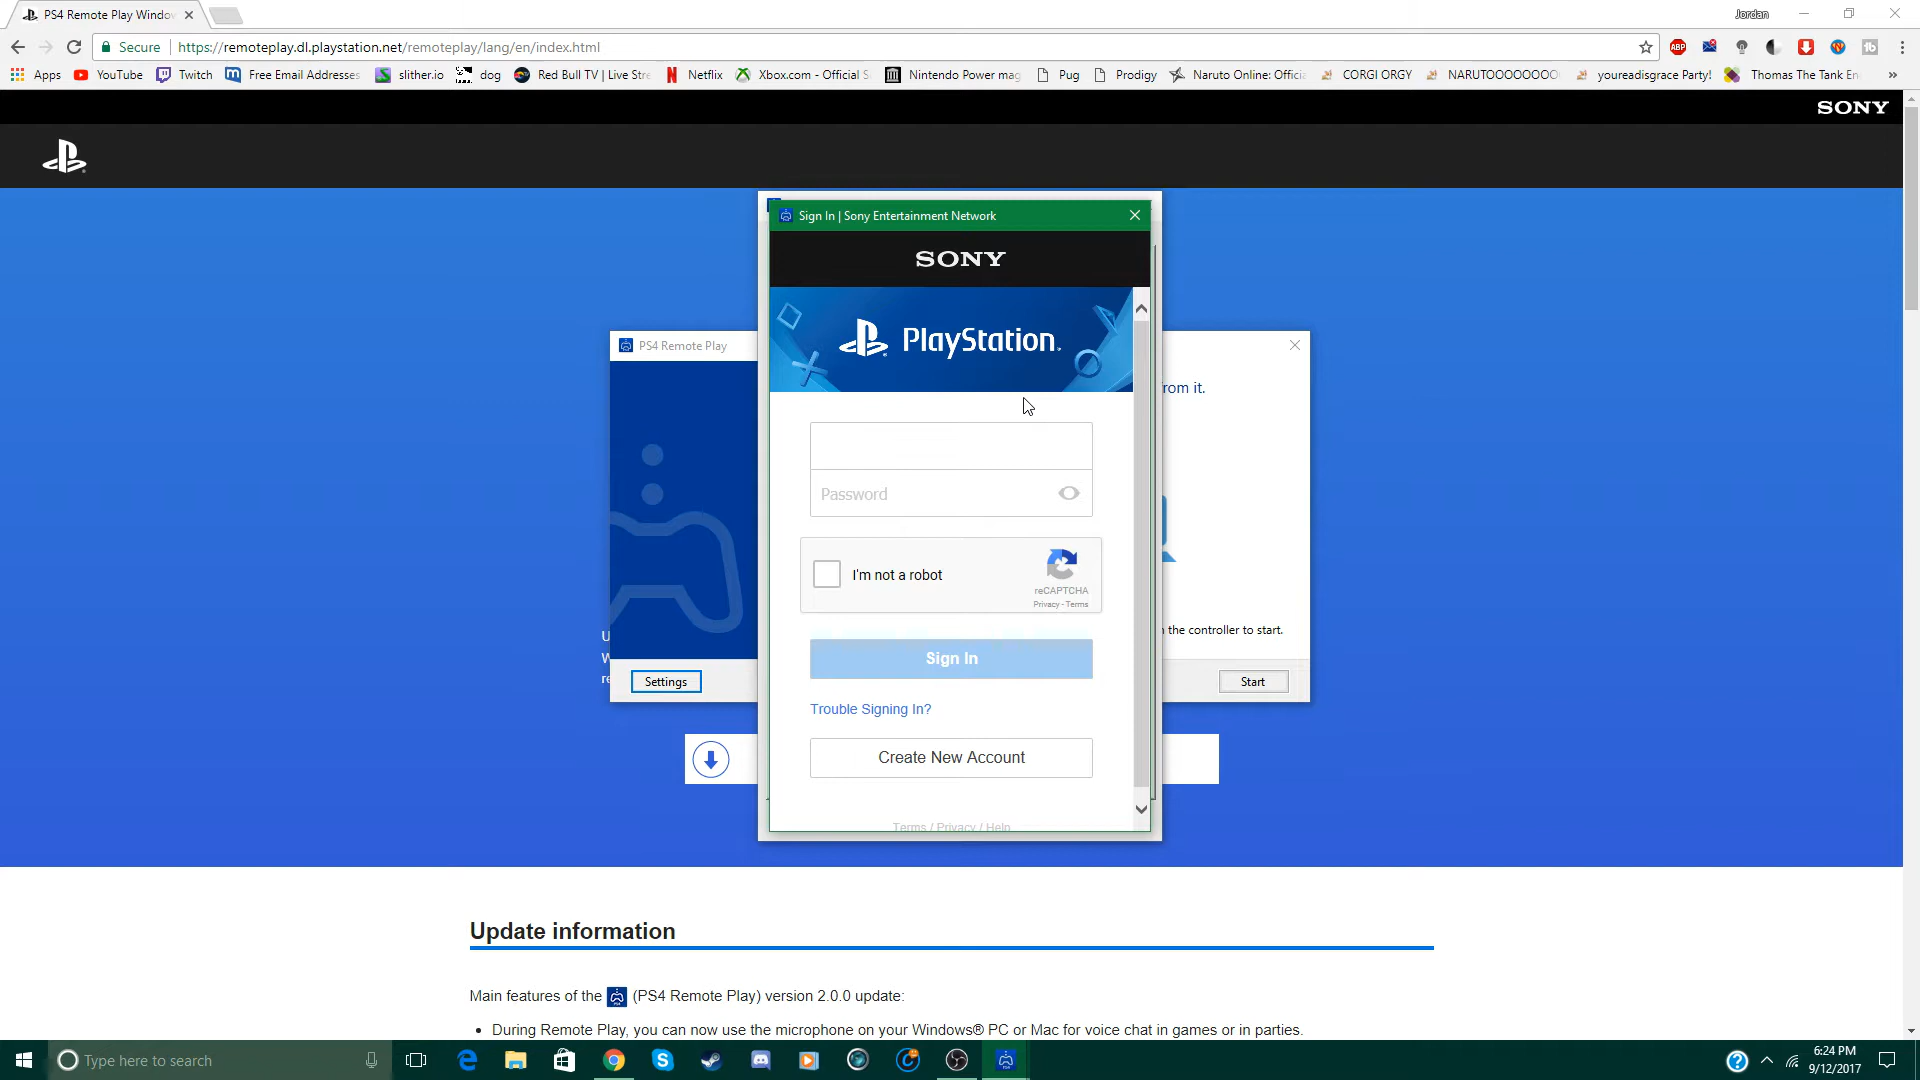 PS4 Remote Play Windo
Jordan
Secure https://remoteplay.dl.playstation.net/remoteplay/lang/en/index.html
ABP
Apps YouTube Twitch Free Email Addresses slither.io dog Red Bull TV | Live Stre Netflix Xbox.com - Official S Nintendo Power mag Pug Prodigy Naruto Online: Offici CORGI ORGY NARUTOOOOOOOO youreadisgrace Party! Thomas The Tank En »
SONY
Sign In | Sony Entertainment Network
SONY
PlayStation
PS4 Remote Play
rom it.
Password
I'm not a robot
reCAPTCHA
Privacy - Terms
the controller to start.
U
W
re
Sign In
Settings
Start
Trouble Signing In?
Create New Account
Terms / Privacy / Help
Update information
Main features of the (PS4 Remote Play) version 2.0.0 update:
• During Remote Play, you can now use the microphone on your Windows® PC or Mac for voice chat in games or in parties.
Type here to search
6:24 PM
9/12/2017